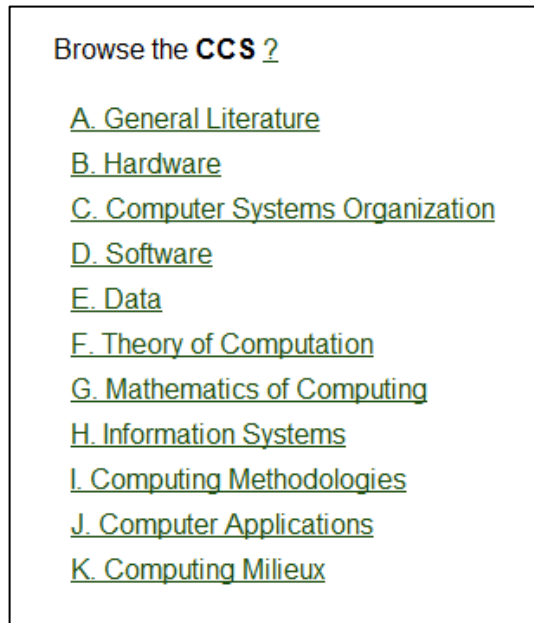 Browse the CCS ?
A. General Literature
B. Hardware
C. Computer Systems Organization
D. Software
E. Data
F. Theory of Computation
G. Mathematics of Computing
H. Information Systems
I. Computing Methodologies
J. Computer Applications
K. Computing Milieux